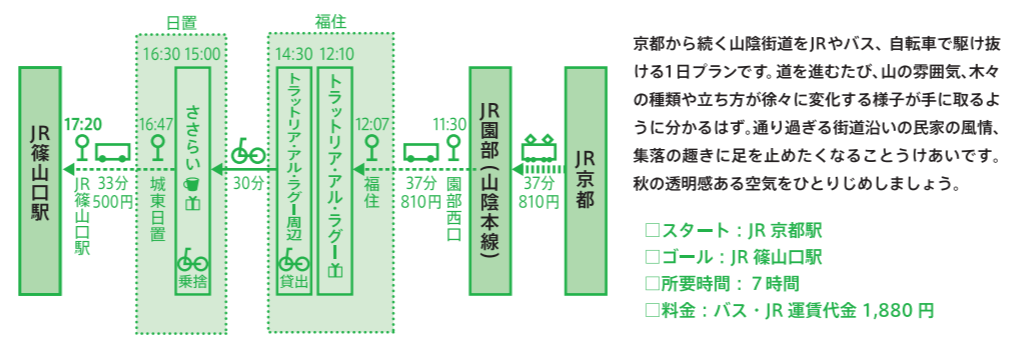 日置
福住
16:30 15:00
14:30 12:10
JR篠山口駅
17:20
33分
500円
JR篠山口駅
16:47
城東日置
ささらい
乗捨
30分
トラットリア・アル・ラグー周辺
貸出
トラットリア・アル・ラグー
12:07
福住
37分
810円
11:30
園部西口
JR園部(山陰本線)
37分
810円
JR京都
京都から続く山陰街道をJRやバス、自転車で駆け抜
ける1日プランです。道を進むたび、山の雰囲気、木々
の種類や立ち方が徐々に変化する様子が手に取るよ
うに分かるはず。通り過ぎる街道沿いの民家の風情、
集落の趣きに足を止めたくなることうけあいです。
秋の透明感ある空気をひとりじめしましょう。
□スタート：JR 京都駅
□ゴール：JR 篠山口駅
□所要時間：７時間
□料金：バス・JR 運賃代金 1,880 円